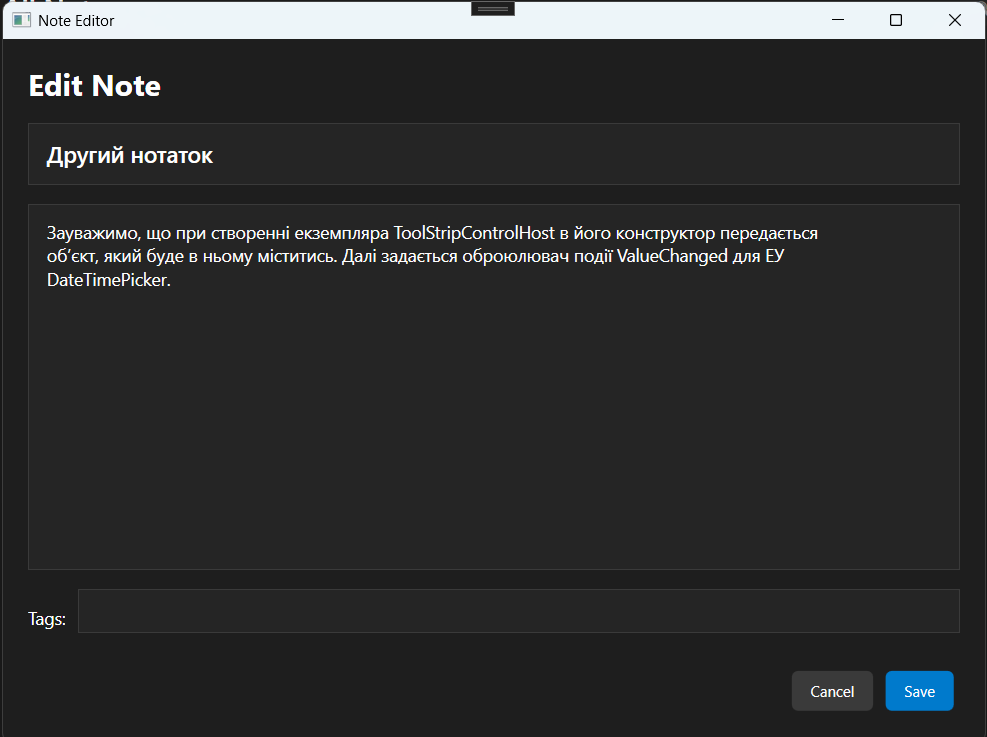 Note Editor
Edit Note
Другий нотаток
Зауважимо, що при створенні екземпляра ToolStripControlHost в його конструктор передається
об’єкт, який буде в ньому міститись. Далі задається оброюлювач події ValueChanged для ЕУ
DateTimePicker.
Tags:
Cancel
Save